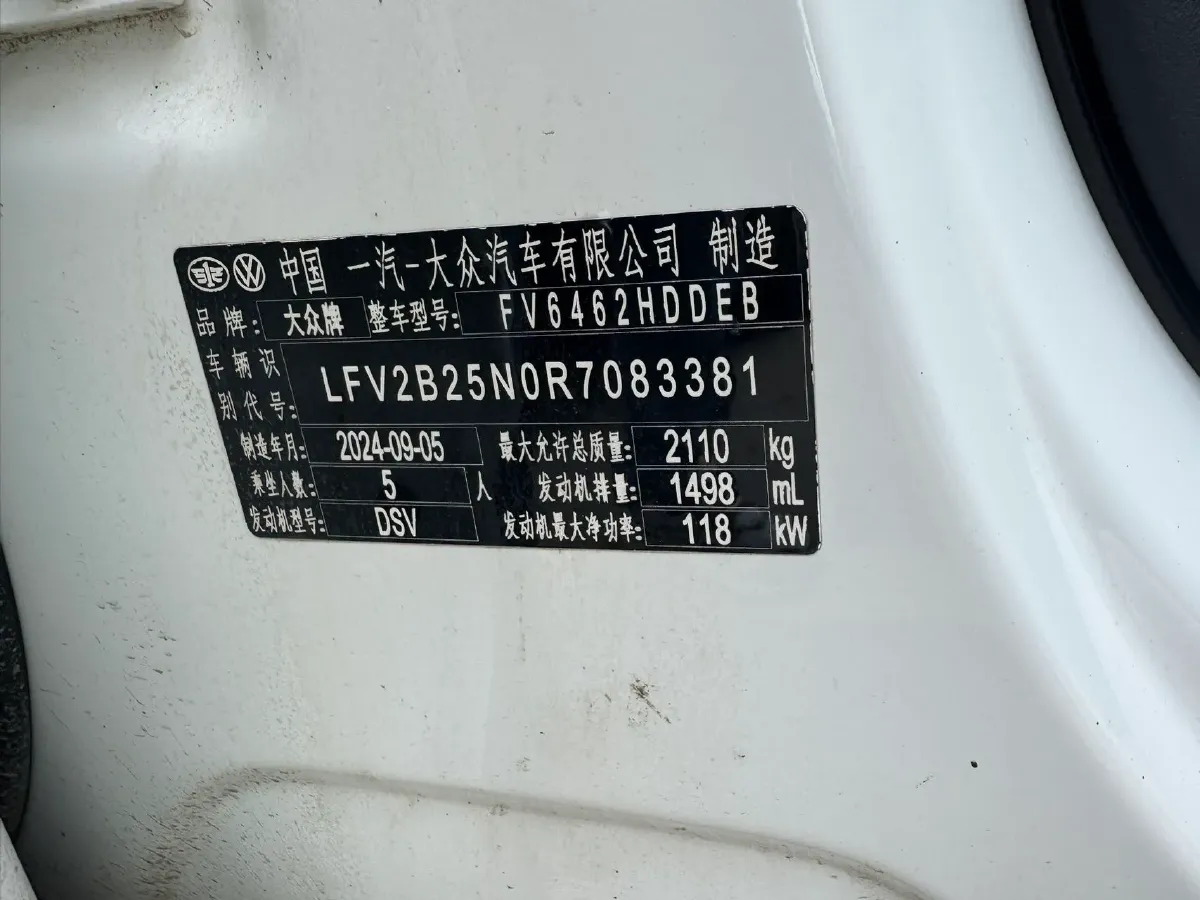 中国 一汽-大众汽车有限公司 制造
品牌: 大众牌 整车型号: FV6462HDDEB
车辆识别代号: LFV2B25N0R7083381
制造年月: 2024-09-05 最大允许总质量: 2110 kg
乘坐人数: 5 人 发动机排量: 1498 mL
发动机型号: DSV 发动机最大净功率: 118 kW